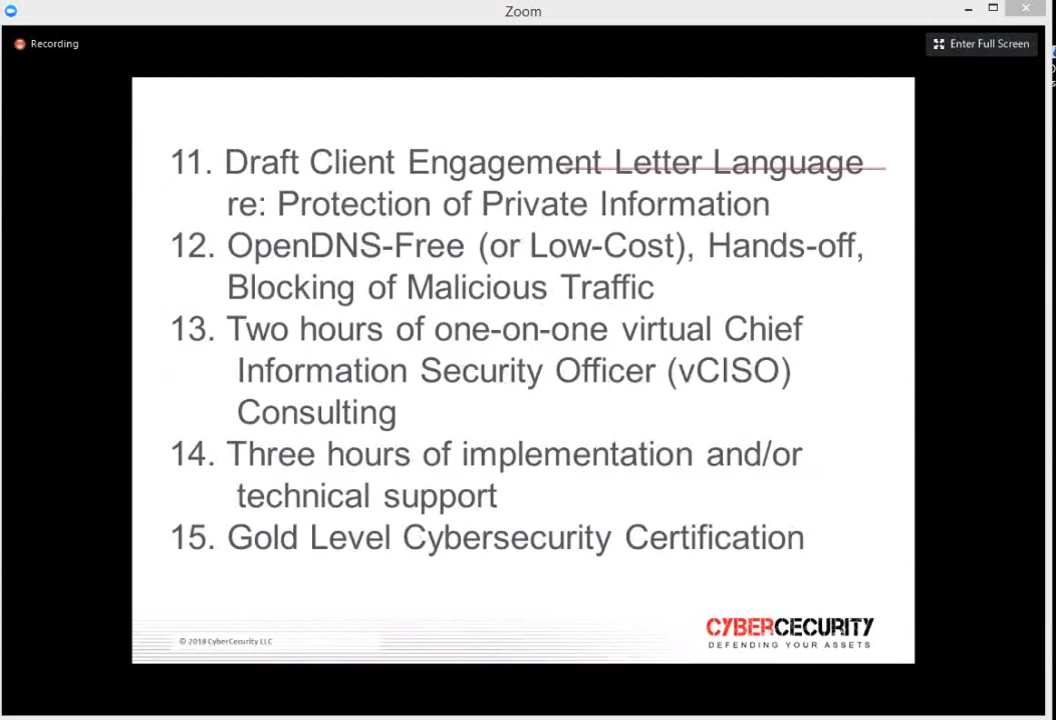 Zoom
Recording
Enter Full Screen
11. Draft Client Engagement Letter Language
re: Protection of Private Information
12. OpenDNS-Free (or Low-Cost), Hands-off,
Blocking of Malicious Traffic
13. Two hours of one-on-one virtual Chief
Information Security Officer (vCISO)
Consulting
14. Three hours of implementation and/or
technical support
15. Gold Level Cybersecurity Certification
© 2018 CyberCecurity LLC
CYBERCECURITY
DEFENDING YOUR ASSETS